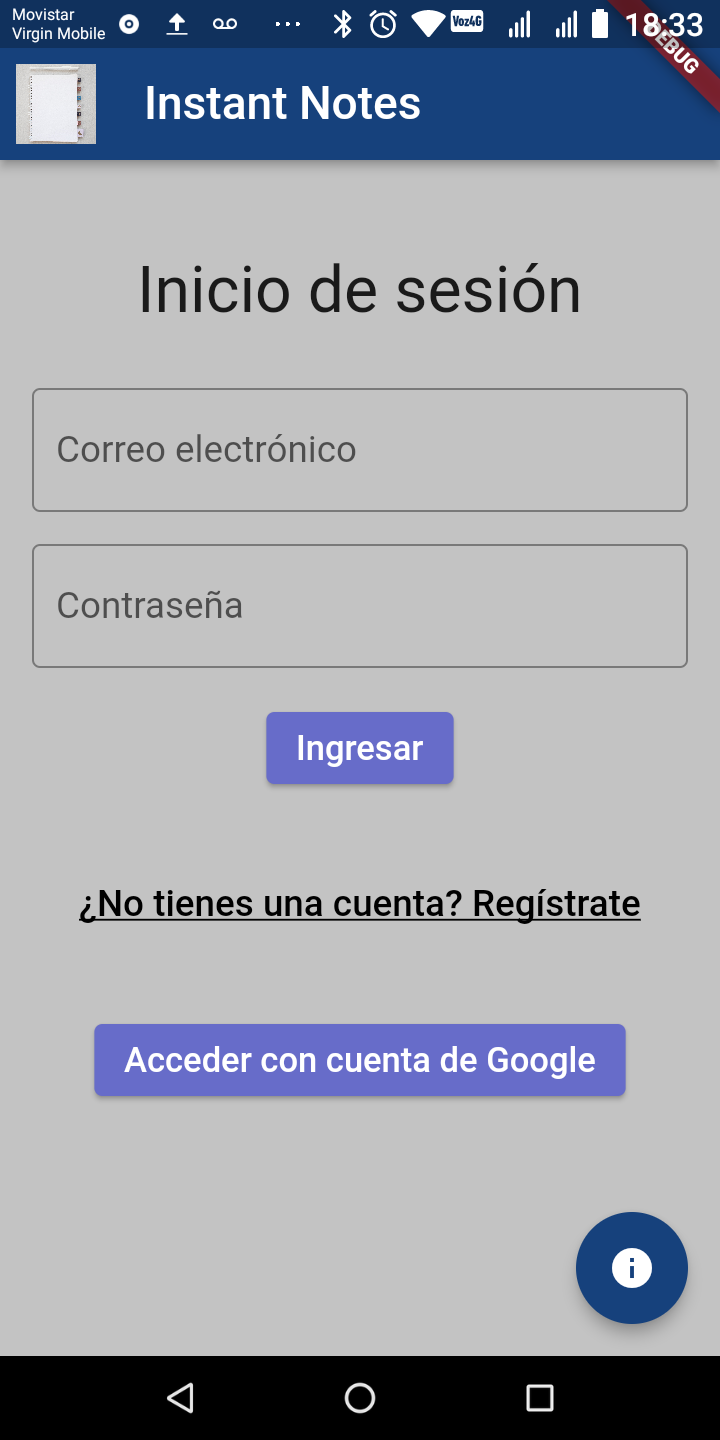 Movistar
Virgin Mobile
Voz4G
18:33
DEBUG
Instant Notes
Inicio de sesión
Correo electrónico
Contraseña
Ingresar
¿No tienes una cuenta? Regístrate
Acceder con cuenta de Google